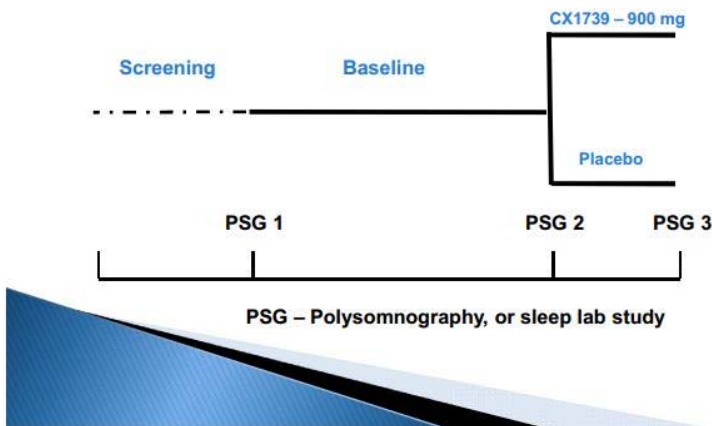 CX1739 – 900 mg
Screening
Baseline
Placebo
PSG 1
PSG 2
PSG 3
PSG – Polysomnography, or sleep lab study